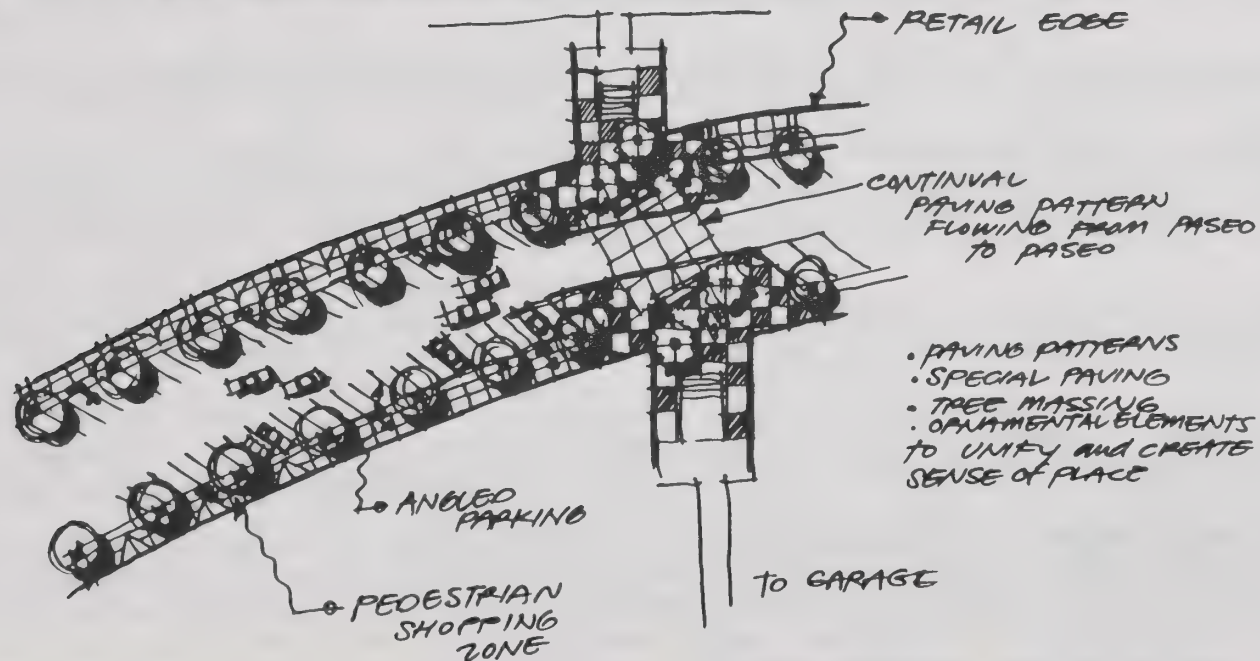 RETAIL EDGE
CONTINUAL
PAVING PATTERN
FLOWING FROM PASEO
TO PASEO
• PAVING PATTERNS
• SPECIAL PAVING
• TREE MASSING
• ORNAMENTAL ELEMENTS
to UNIFY and CREATE
SENSE of PLACE
ANGLED
PARKING
PEDESTRIAN
SHOPPING
ZONE
to GARAGE